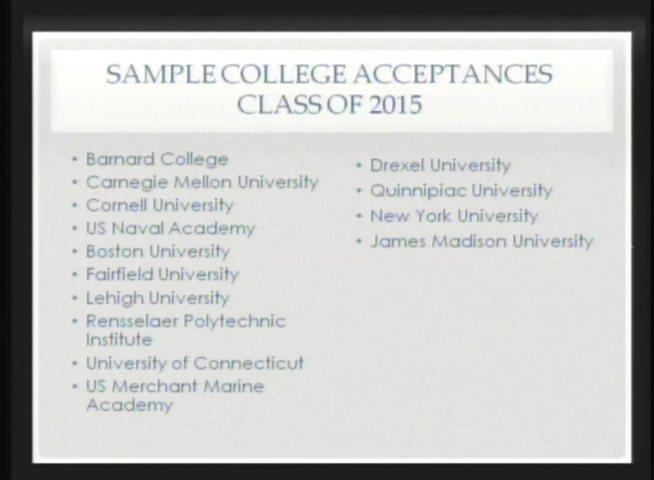 SAMPLE COLLEGE ACCEPTANCES
CLASS OF 2015
• Barnard College
• Carnegie Mellon University
• Cornell University
• US Naval Academy
• Boston University
• Fairfield University
• Lehigh University
• Rensselaer Polytechnic
Institute
• University of Connecticut
• US Merchant Marine
Academy
• Drexel University
• Quinnipiac University
• New York University
• James Madison University